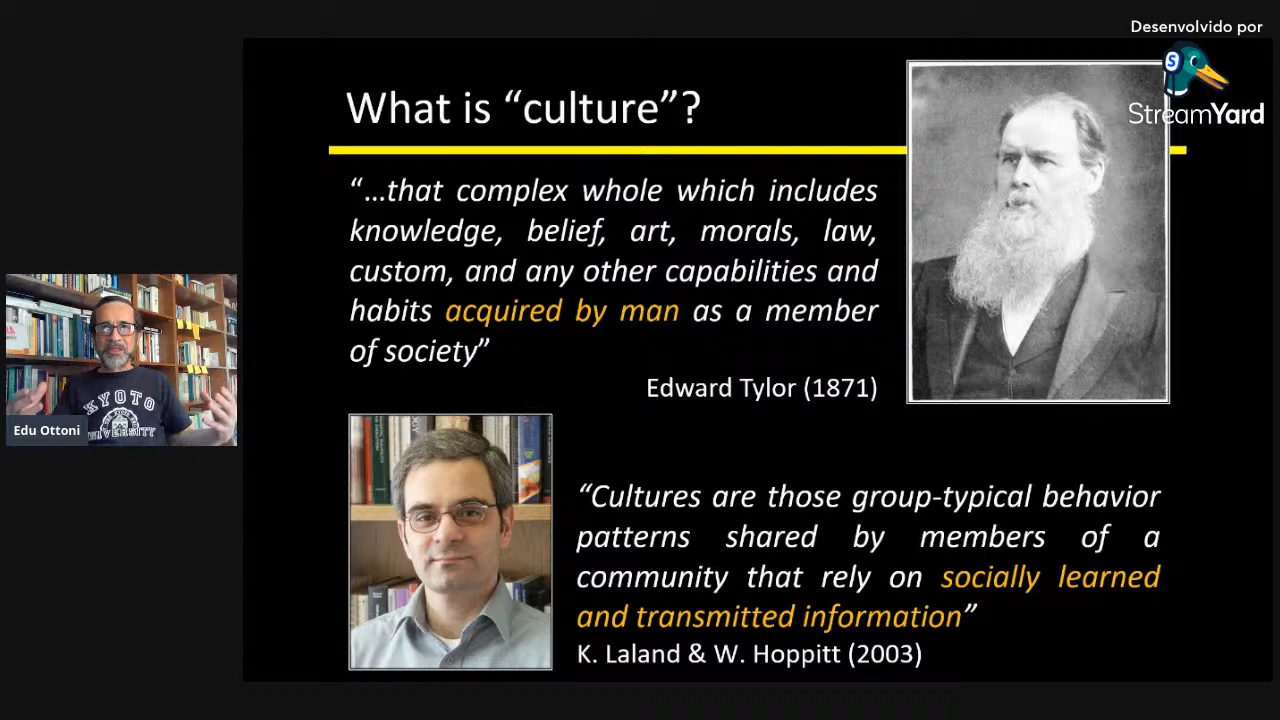 Desenvolvido por
StreamYard
What is “culture”?
“…that complex whole which includes
knowledge, belief, art, morals, law,
custom, and any other capabilities and
habits acquired by man as a member
of society”
Edward Tylor (1871)
KYOTO
UNIVERSITY
Edu Ottoni
“Cultures are those group-typical behavior
patterns shared by members of a
community that rely on socially learned
and transmitted information”
K. Laland & W. Hoppitt (2003)